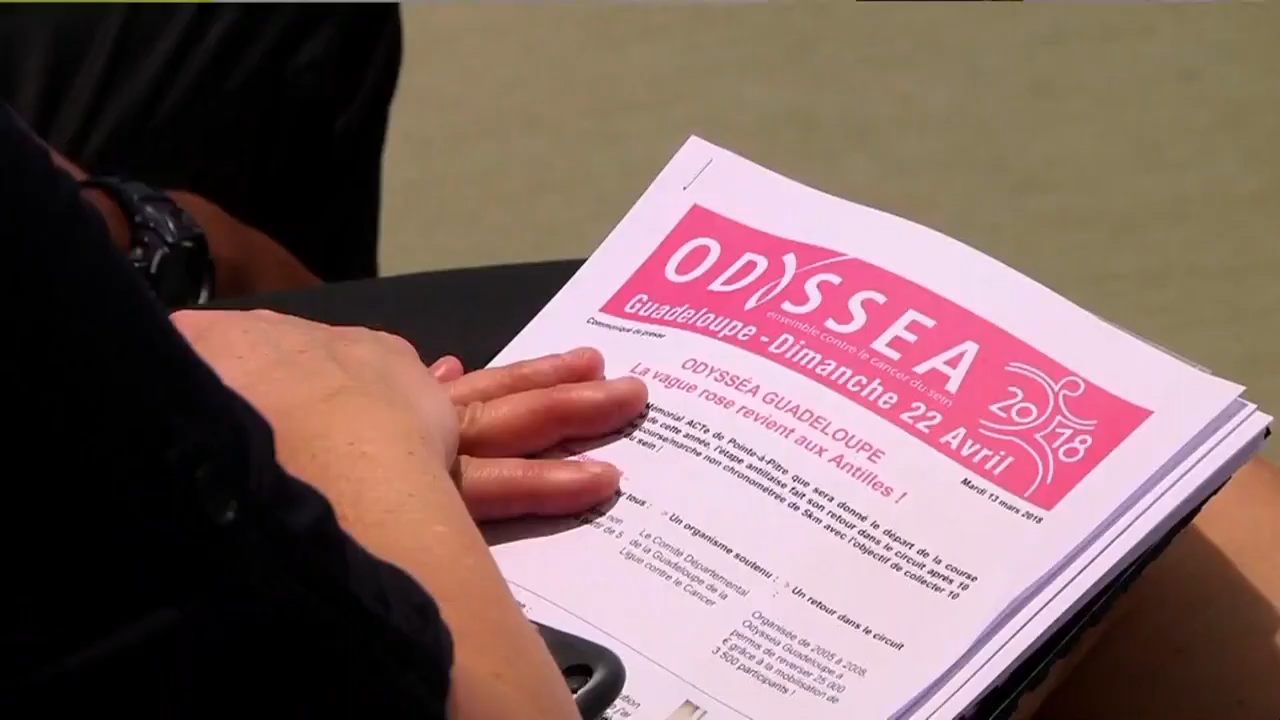 ODYSSEA
ensemble contre le cancer du sein
Guadeloupe - Dimanche 22 Avril
2018
Communiqué de presse
Mardi 13 mars 2018
ODYSSÉA GUADELOUPE
La vague rose revient aux Antilles !
Mémorial ACTe de Pointe-à-Pitre que sera donné le départ de la course
de cette année, l'étape antillaise fait son retour dans le circuit après 10
course/marche non chronométrée de 5km avec l'objectif de collecter 10
du sein !
tous :
> Un organisme soutenu :
> Un retour dans le circuit
non
de 5
Le Comité Départemental
de la Guadeloupe de la
Ligue contre le Cancer
Organisée de 2005 à 2008,
Odysséa Guadeloupe a
permis de reverser 25 000
€ grâce à la mobilisation de
3 500 participants !